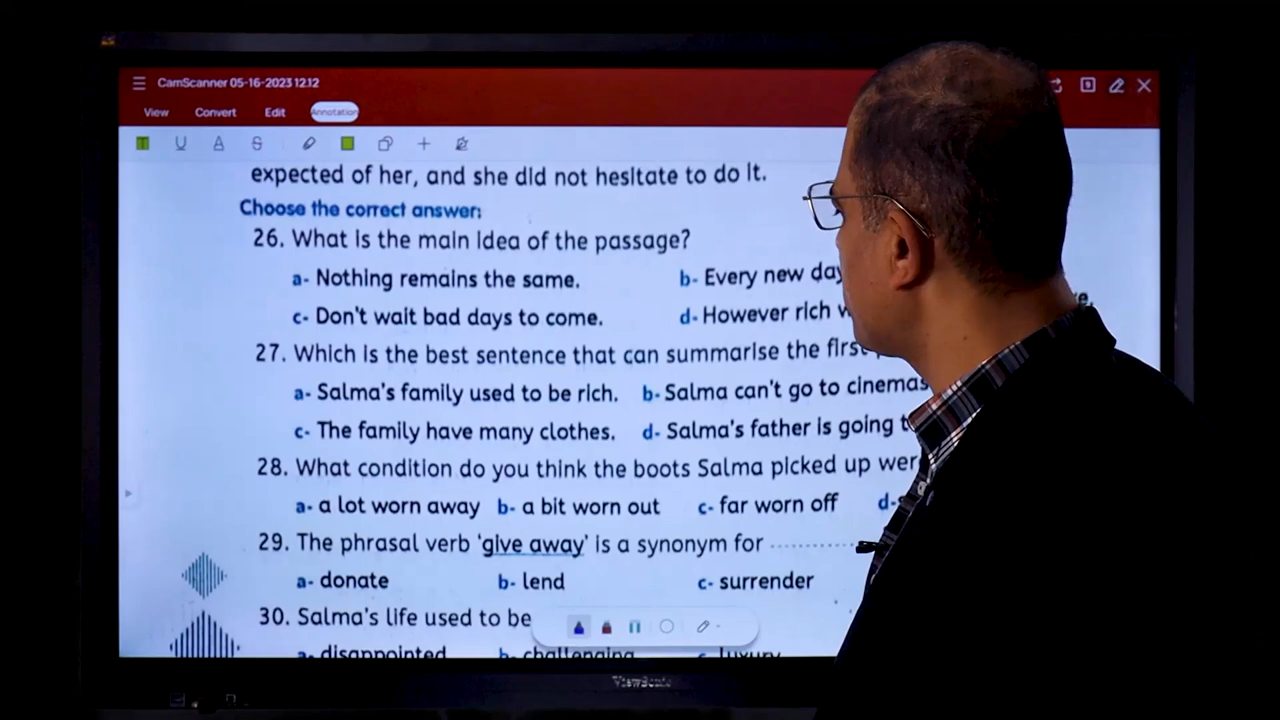 CamScanner 05-16-2023 12.12
View Convert Edit Annotation
expected of her, and she did not hesitate to do it.
Choose the correct answer:
26. What is the main idea of the passage?
a- Nothing remains the same. b- Every new day
c- Don't wait bad days to come. d- However rich
27. Which is the best sentence that can summarise the first
a- Salma's family used to be rich. b- Salma can't go to cinemas
c- The family have many clothes. d- Salma's father is going
28. What condition do you think the boots Salma picked up
a- a lot worn away b- a bit worn out c- far worn off d-
29. The phrasal verb 'give away' is a synonym for ..........
a- donate b- lend c- surrender
30. Salma's life used to be
a- disappointed b- challenging c- luxury
ViewSonic